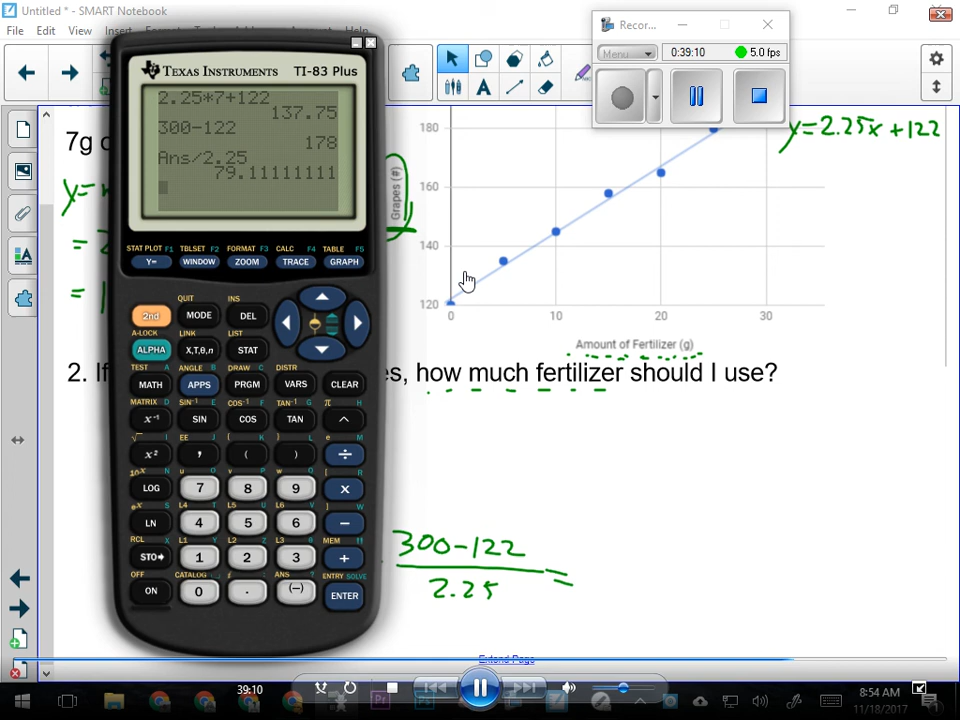 Untitled * - SMART Notebook
File Edit View
Recor...
Menu
0:39:10
5.0 fps
7g
y=
=
=
y=2.25x+122
TEXAS INSTRUMENTS TI-83 Plus
2.25*7+122
137.75
300-122
178
Ans/2.25
79.11111111
Grapes (#)
180
160
140
120
0 10 20 30
Amount of Fertilizer (g)
STAT PLOT F1 TBLSET F2 FORMAT F3 CALC F4 TABLE F5
Y= WINDOW ZOOM TRACE GRAPH
QUIT INS
2nd MODE DEL
A-LOCK LINK LIST
ALPHA X,T,θ,n STAT
TEST A ANGLE B DRAW C DISTR
MATH APPS PRGM VARS CLEAR
MATRIX D SIN⁻¹ E COS⁻¹ F TAN⁻¹ G π H
x⁻¹ SIN COS TAN ^
√ I EE J { K } L e M
x² , ( ) ÷
10ˣ N u O v P w Q [ R
LOG 7 8 9 X
eˣ S L4 T L5 U L6 V ] W
LN 4 5 6 −
RCL X L1 Y L2 Z L3 θ MEM "
STO 1 2 3 +
OFF CATALOG ANS ? ENTRY SOLVE
ON 0 . (−) ENTER
2. If
es, how much fertilizer should I use?
300-122
2.25
=
Extend Page
39:10
8:54 AM
11/18/2017